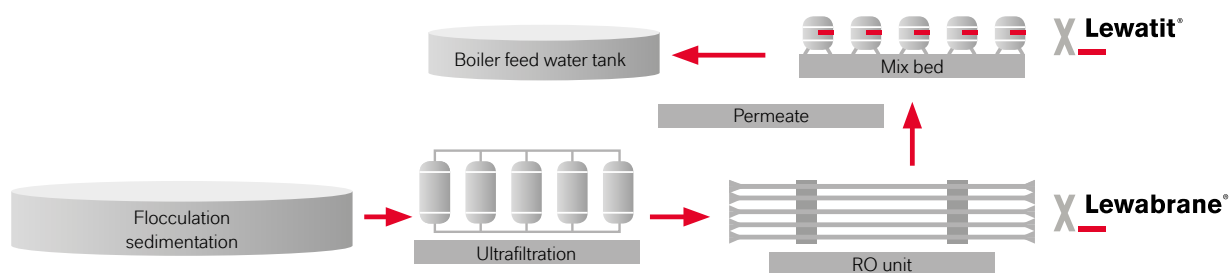 Boiler feed water tank
Mix bed
X Lewatit®
Permeate
Flocculation
sedimentation
Ultrafiltration
RO unit
X Lewabrane®